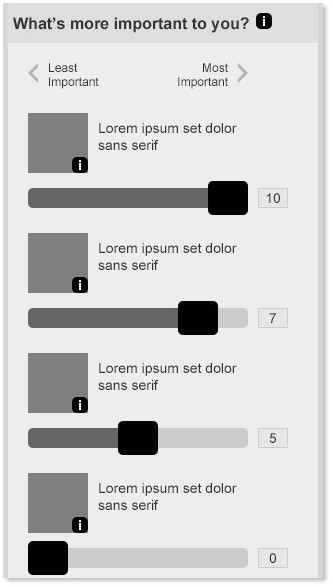 What's more important to you? i
Least
Important
Most
Important
Lorem ipsum set dolor
sans serif
i
10
Lorem ipsum set dolor
sans serif
i
7
Lorem ipsum set dolor
sans serif
i
5
Lorem ipsum set dolor
sans serif
i
0